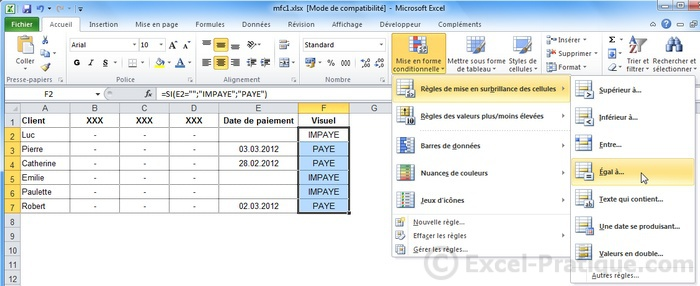 mfc1.xlsx [Mode de compatibilité] - Microsoft Excel
Fichier Accueil Insertion Mise en page Formules Données Révision Affichage Développeur Compléments
Coller
Arial 10
G I S
Standard
% 000
Mise en forme conditionnelle
Mettre sous forme de tableau
Styles de cellules
Insérer
Supprimer
Format
Σ
Trier et filtrer
Rechercher et sélectionner
Presse-papiers Police Alignement
F2 fx =SI(E2="";"IMPAYE";"PAYE")
A B C D E F G
1 Client XXX XXX XXX Date de paiement Visuel
2 Luc - - - IMPAYE
3 Pierre - - - 03.03.2012 PAYE
4 Catherine - - - 28.02.2012 PAYE
5 Emilie - - - IMPAYE
6 Paulette - - - IMPAYE
7 Robert - - - 02.03.2012 PAYE
8
9
10
11
12
Règles de mise en surbrillance des cellules
Règles des valeurs plus/moins élevées
Barres de données
Nuances de couleurs
Jeux d'icônes
Nouvelle règle...
Effacer les règles
Gérer les règles...
Supérieur à...
Inférieur à...
Entre...
Égal à...
Texte qui contient...
Une date se produisant...
Valeurs en double...
Autres règles...
© Excel-Pratique.com